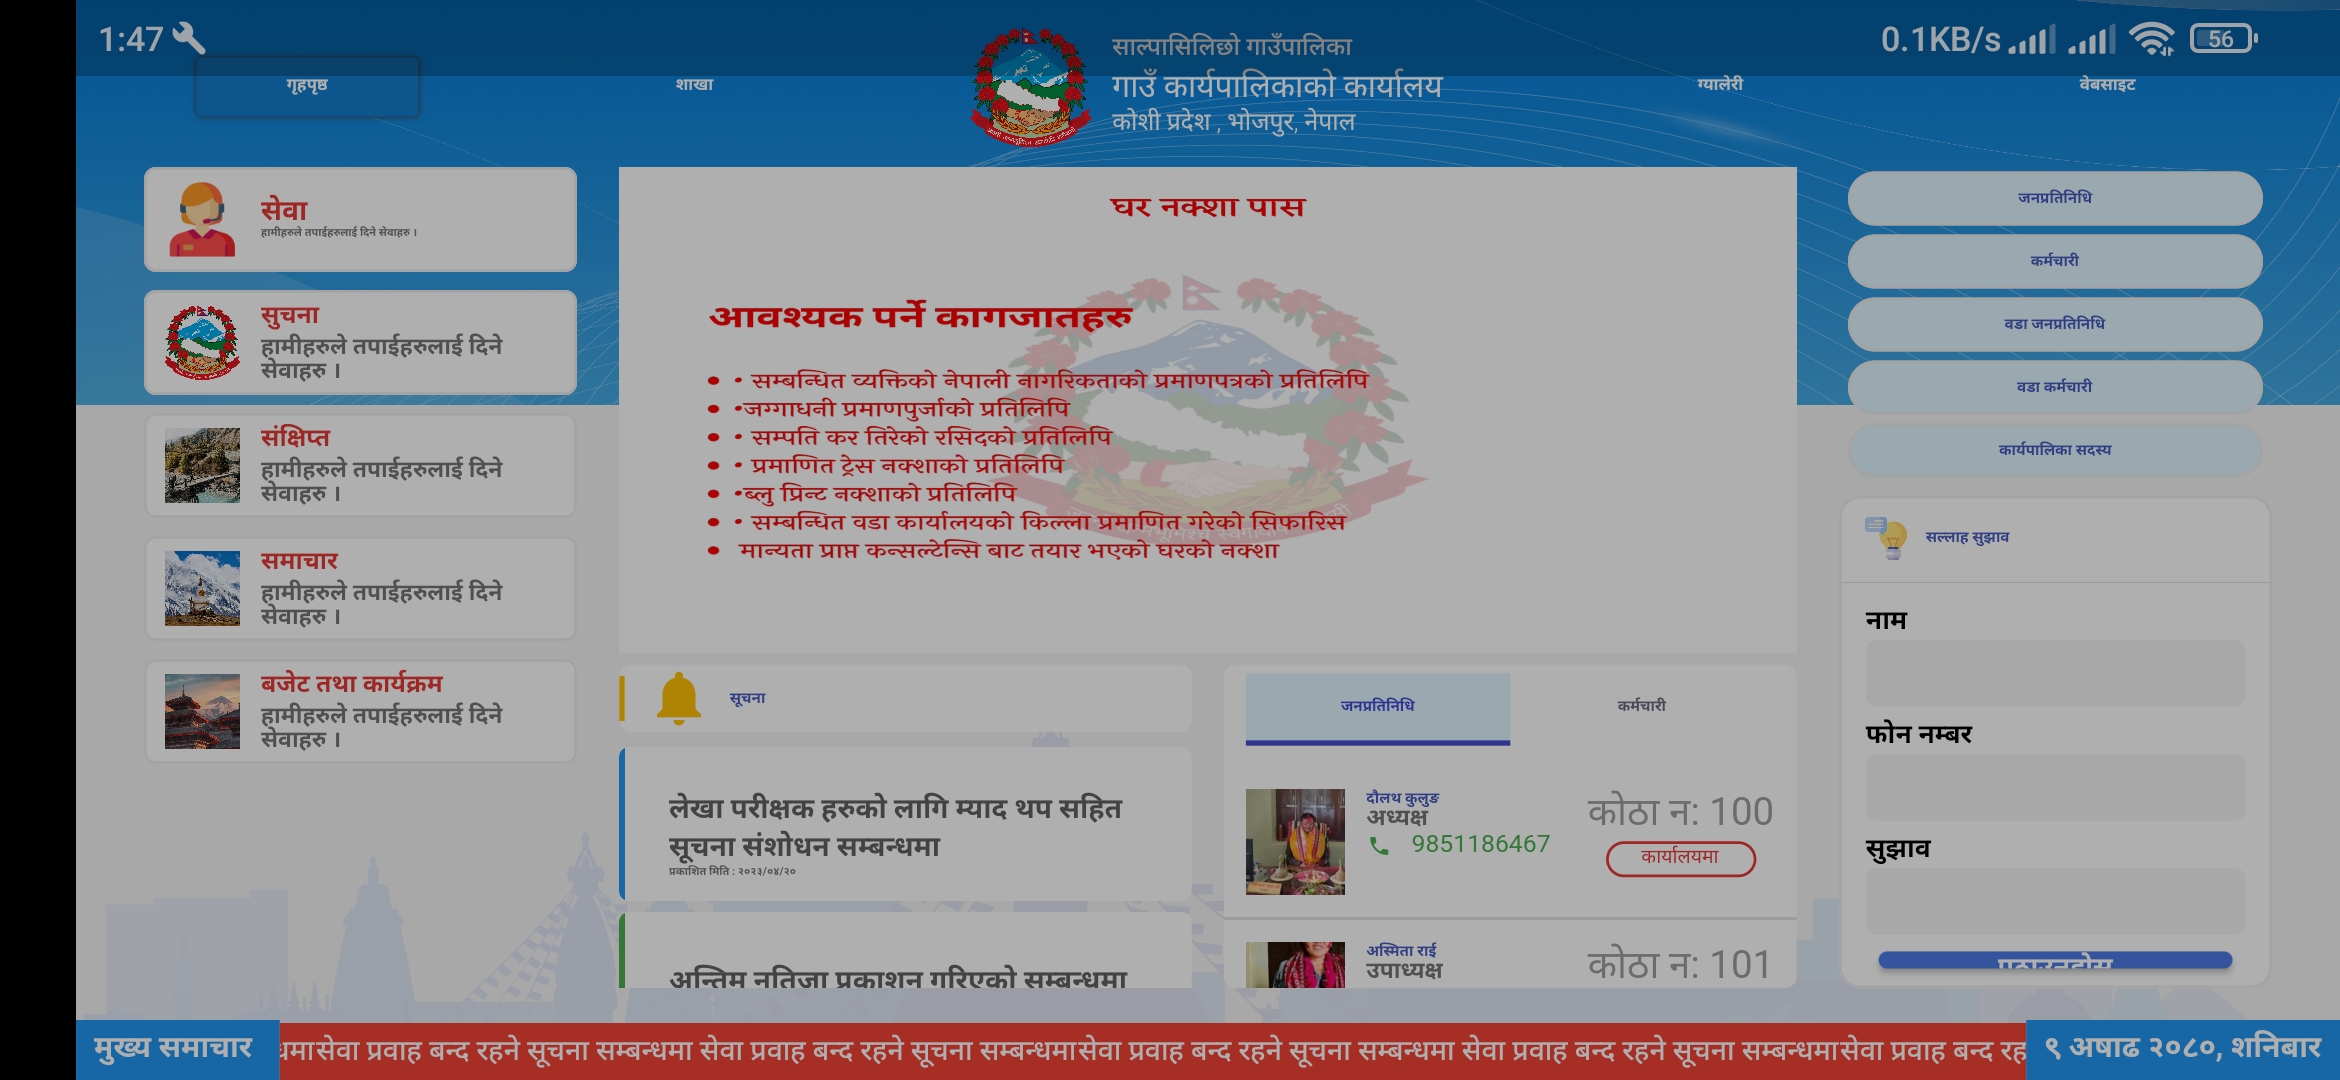 1:47
0.1KB/s
56
गृहपृष्ठ
शाखा
साल्पासिलिछो गाउँपालिका
गाउँ कार्यपालिकाको कार्यालय
कोशी प्रदेश , भोजपुर, नेपाल
ग्यालेरी
वेबसाइट
सेवा
हामीहरुले तपाईहरुलाई दिने सेवाहरु ।
सुचना
हामीहरुले तपाईहरुलाई दिने
सेवाहरु ।
संक्षिप्त
हामीहरुले तपाईहरुलाई दिने
सेवाहरु ।
समाचार
हामीहरुले तपाईहरुलाई दिने
सेवाहरु ।
बजेट तथा कार्यक्रम
हामीहरुले तपाईहरुलाई दिने
सेवाहरु ।
घर नक्शा पास
आवश्यक पर्ने कागजातहरु
• • सम्बन्धित व्यक्तिको नेपाली नागरिकताको प्रमाणपत्रको प्रतिलिपि
• •जग्गाधनी प्रमाणपुर्जाको प्रतिलिपि
• • सम्पति कर तिरेको रसिदको प्रतिलिपि
• • प्रमाणित ट्रेस नक्शाको प्रतिलिपि
• •ब्लु प्रिन्ट नक्शाको प्रतिलिपि
• • सम्बन्धित वडा कार्यालयको किल्ला प्रमाणित गरेको सिफारिस
• मान्यता प्राप्त कन्सल्टेन्सि बाट तयार भएको घरको नक्शा
सूचना
लेखा परीक्षक हरुको लागि म्याद थप सहित
सूचना संशोधन सम्बन्धमा
प्रकाशित मिति : २०२३/०४/२०
अन्तिम नतिजा प्रकाशन गरिएको सम्बन्धमा
जनप्रतिनिधि
कर्मचारी
दौलथ कुलुङ
अध्यक्ष
9851186467
कोठा न: 100
कार्यालयमा
अस्मिता राई
उपाध्यक्ष
कोठा न: 101
जनप्रतिनिधि
कर्मचारी
वडा जनप्रतिनिधि
वडा कर्मचारी
कार्यपालिका सदस्य
सल्लाह सुझाव
नाम
फोन नम्बर
सुझाव
पठाउनुहोस
मुख्य समाचार
धमासेवा प्रवाह बन्द रहने सूचना सम्बन्धमा सेवा प्रवाह बन्द रहने सूचना सम्बन्धमासेवा प्रवाह बन्द रहने सूचना सम्बन्धमा सेवा प्रवाह बन्द रहने सूचना सम्बन्धमासेवा प्रवाह बन्द रह
९ अषाढ २०८०, शनिबार